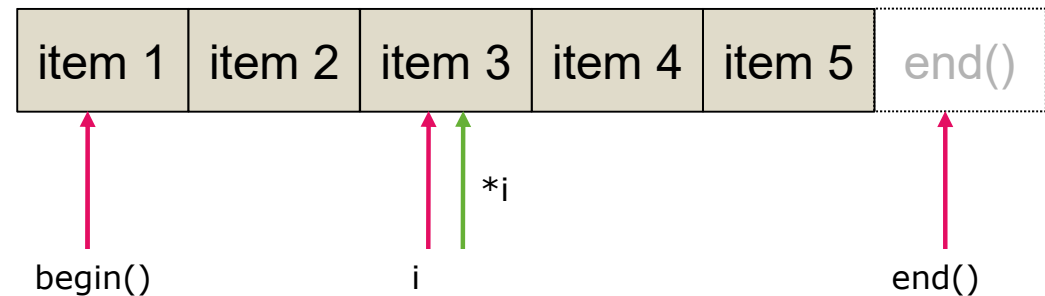 item 1 item 2 item 3 item 4 item 5 end()
*i
begin() i end()